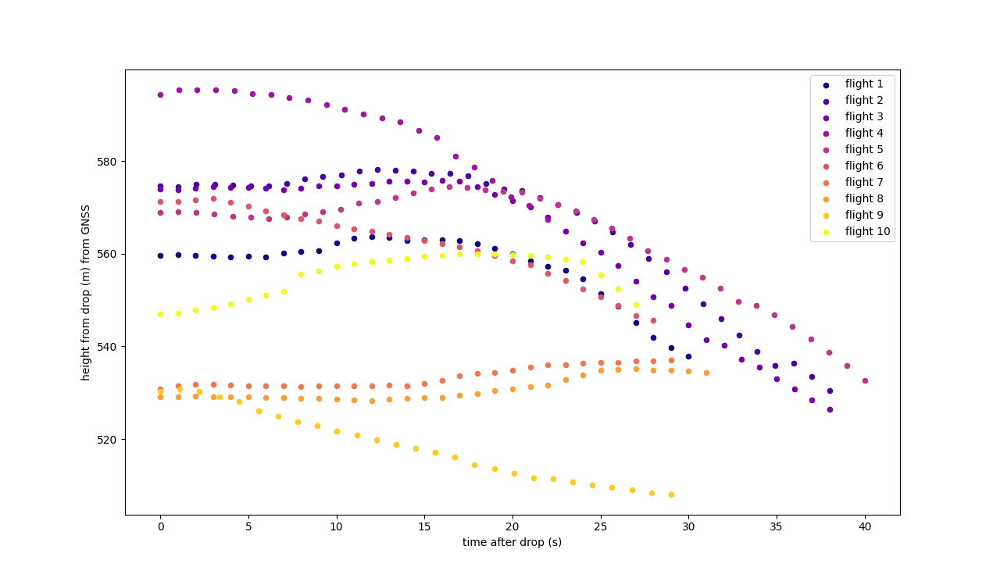 flight 1
flight 2
flight 3
flight 4
flight 5
flight 6
flight 7
flight 8
flight 9
flight 10
580
560
540
520
height from drop (m) from GNSS
0 5 10 15 20 25 30 35 40
time after drop (s)